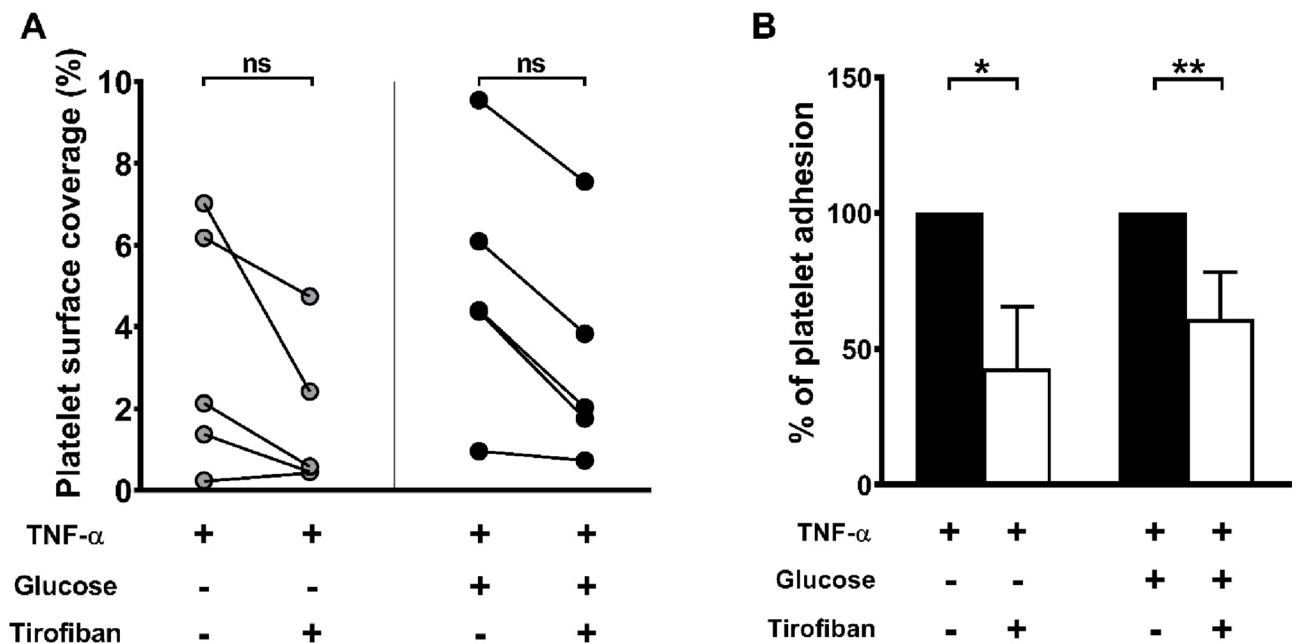 A
Platelet surface coverage (%)
10
8
6
4
2
0
ns
ns
TNF-α + + + +
Glucose - - + +
Tirofiban - + - +
B
% of platelet adhesion
150
100
50
0
*
**
TNF-α + + + +
Glucose - - + +
Tirofiban - + - +